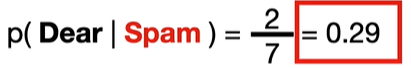 p( Dear | Spam ) = 2/7 = 0.29